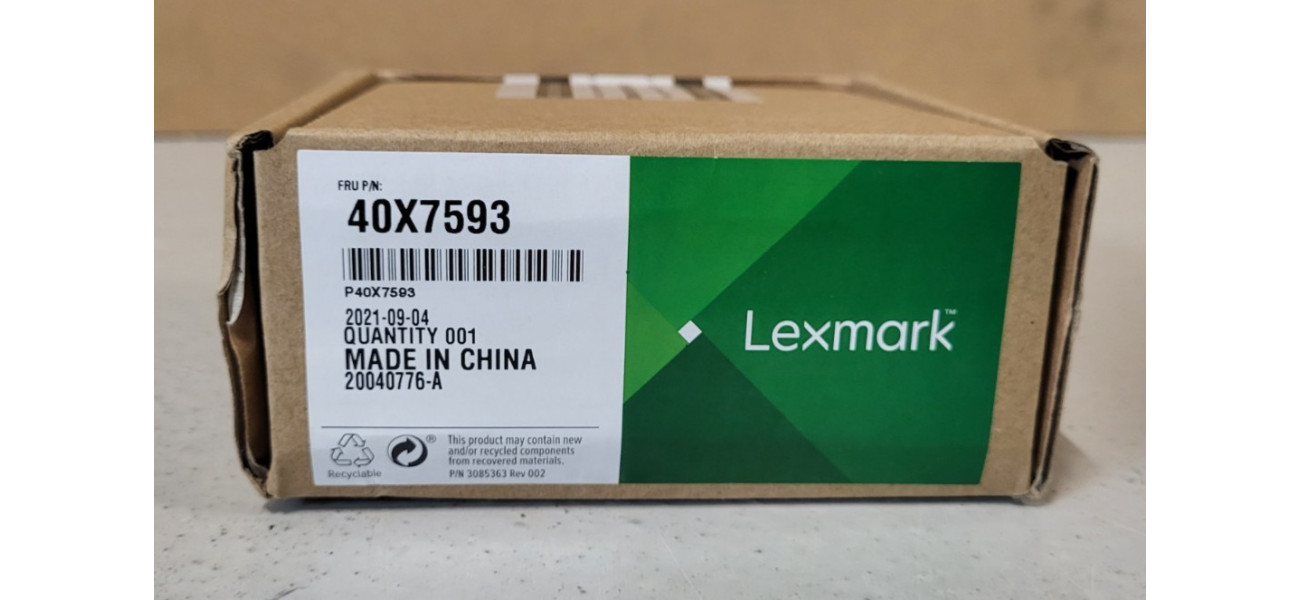 FRU P/N:
40X7593
P40X7593
2021-09-04
QUANTITY 001
MADE IN CHINA
20040776-A
Recyclable
®
This product may contain new
and/or recycled components
from recovered materials.
P/N 3085363 Rev 002
Lexmark™